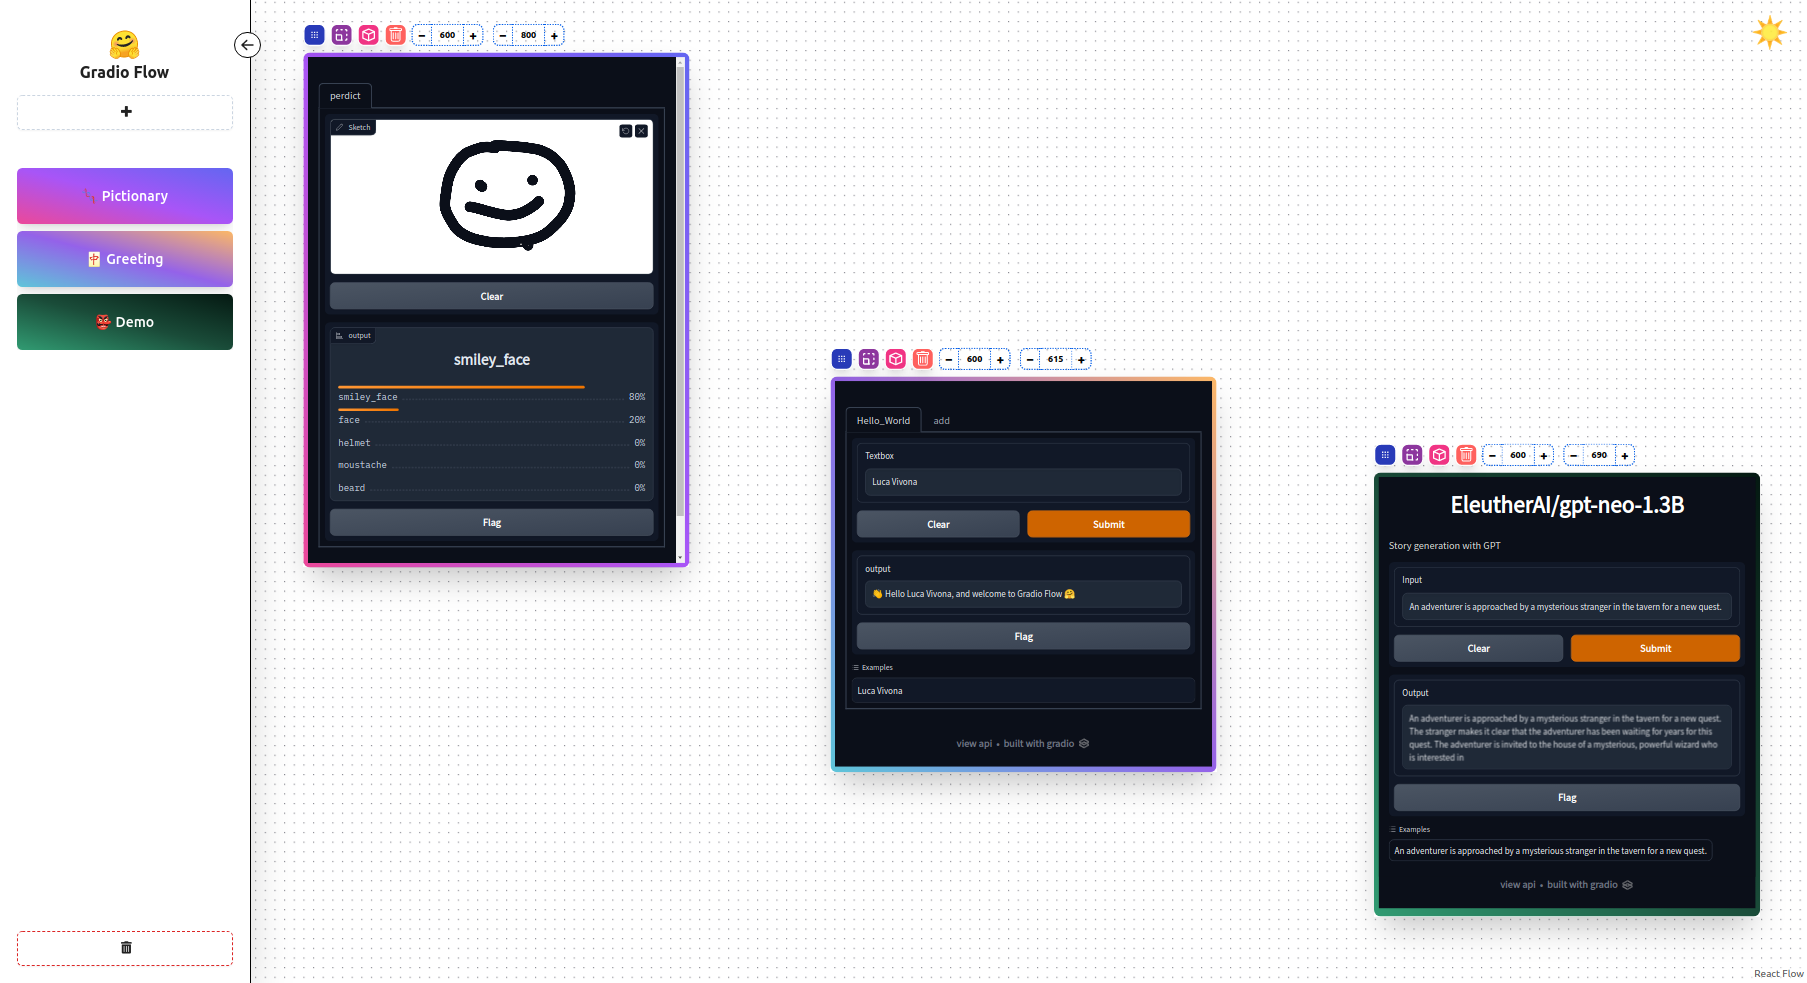 Gradio Flow
Pictionary
Greeting
Demo
600
800
perdict
Sketch
Clear
output
smiley_face
smiley_face 80%
face 20%
helmet 0%
moustache 0%
beard 0%
Flag
600
615
Hello_World add
Textbox
Luca Vivona
Clear
Submit
output
👋 Hello Luca Vivona, and welcome to Gradio Flow 🤗
Flag
Examples
Luca Vivona
view api • built with gradio
600
690
EleutherAI/gpt-neo-1.3B
Story generation with GPT
Input
An adventurer is approached by a mysterious stranger in the tavern for a new quest.
Clear
Submit
Output
An adventurer is approached by a mysterious stranger in the tavern for a new quest.
The stranger makes it clear that the adventurer has been waiting for years for this
quest. The adventurer is invited to the house of a mysterious, powerful wizard who
is interested in
Flag
Examples
An adventurer is approached by a mysterious stranger in the tavern for a new quest.
view api • built with gradio
React Flow